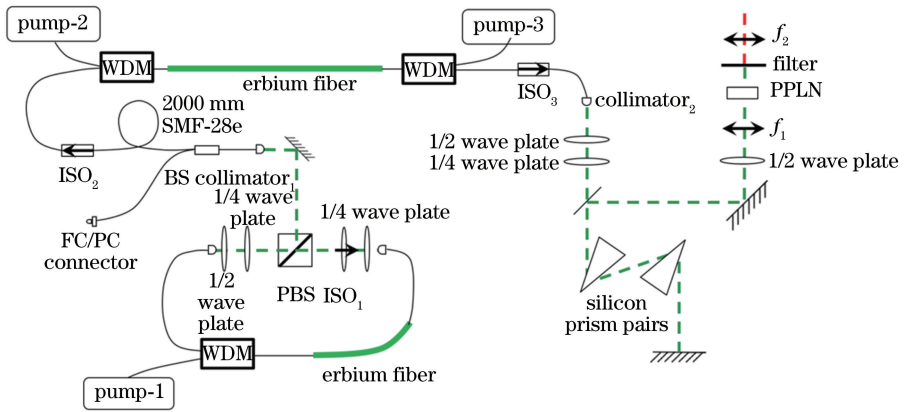 pump-2
WDM
erbium fiber
WDM
pump-3
ISO3
collimator2
2000 mm
SMF-28e
ISO2
BS collimator1
FC/PC
connector
1/4 wave
plate
1/4 wave plate
1/2
wave
plate
PBS
ISO1
WDM
erbium fiber
pump-1
1/2 wave plate
1/4 wave plate
silicon
prism pairs
f2
filter
PPLN
f1
1/2 wave plate